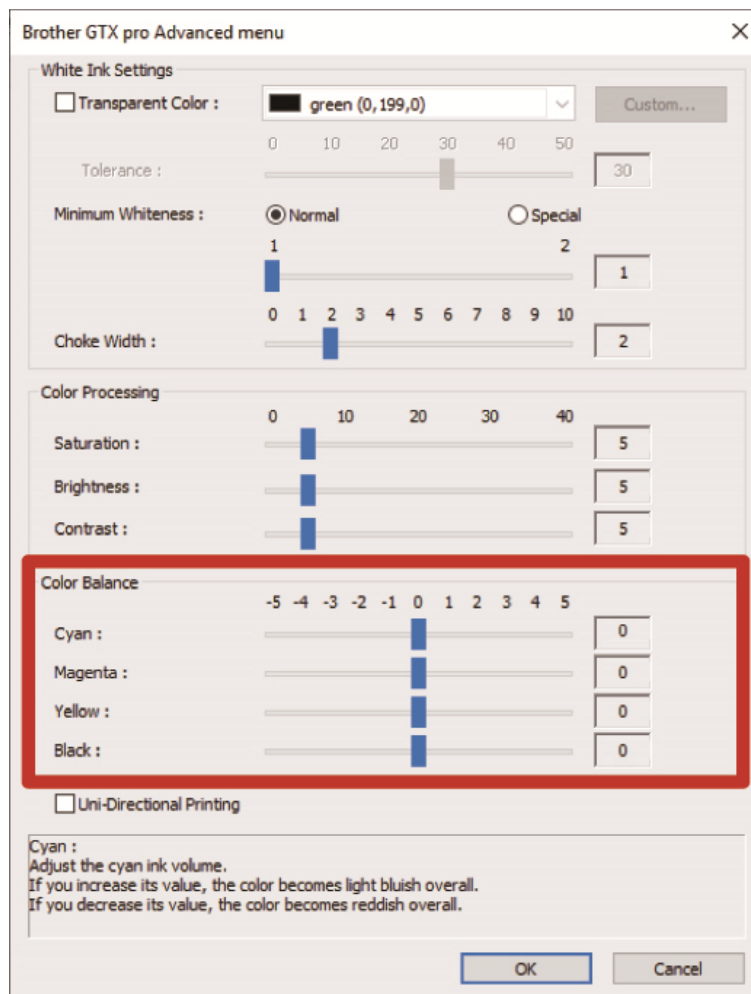 Brother GTX pro Advanced menu
White Ink Settings
Transparent Color :
green (0,199,0)
Custom...
0 10 20 30 40 50
Tolerance :
30
Minimum Whiteness :
Normal
Special
1 2
1
0 1 2 3 4 5 6 7 8 9 10
Choke Width :
2
Color Processing
0 10 20 30 40
Saturation :
5
Brightness :
5
Contrast :
5
Color Balance
-5 -4 -3 -2 -1 0 1 2 3 4 5
Cyan :
0
Magenta :
0
Yellow :
0
Black :
0
Uni-Directional Printing
Cyan :
Adjust the cyan ink volume.
If you increase its value, the color becomes light bluish overall.
If you decrease its value, the color becomes reddish overall.
OK
Cancel